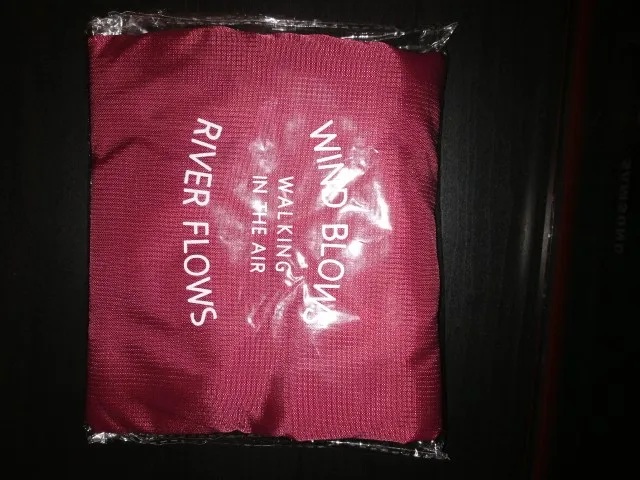 WIND BLOWS
WALKING
IN THE AIR
RIVER FLOWS